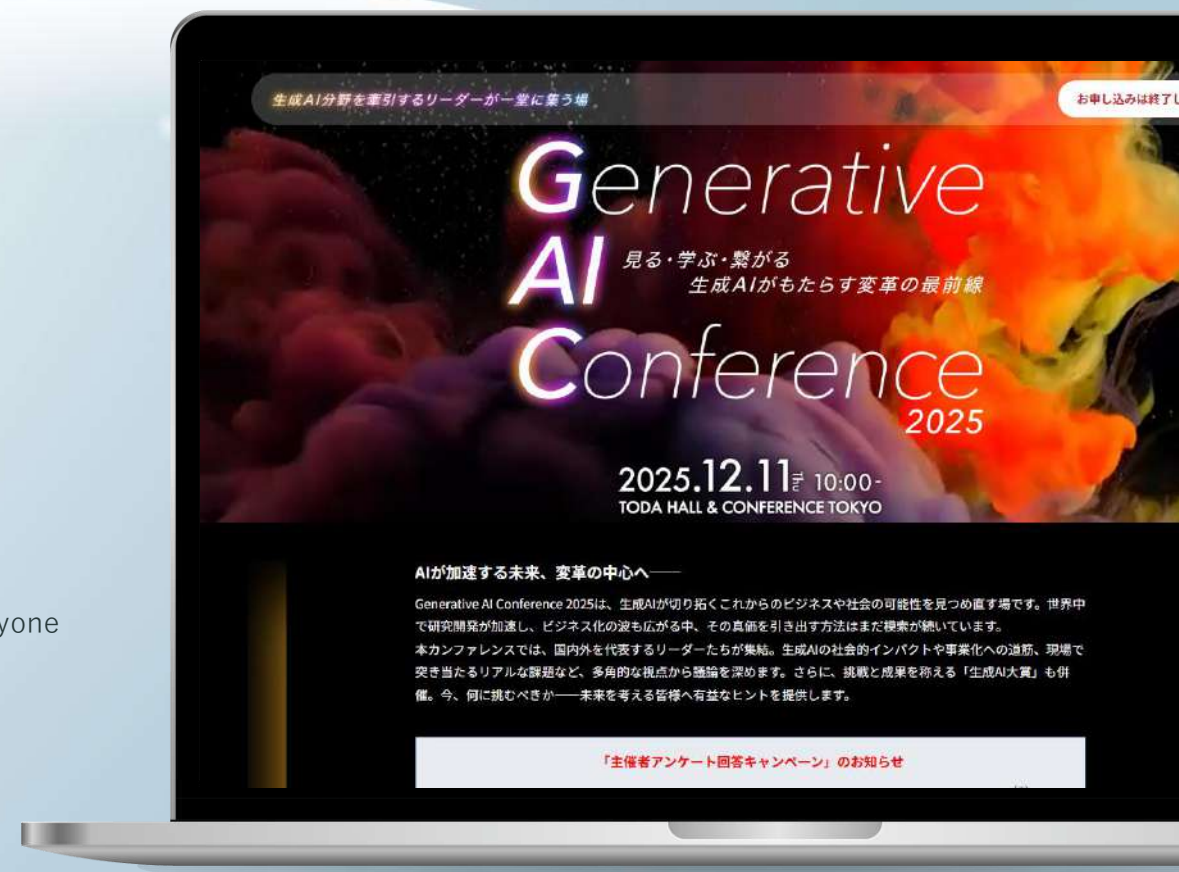 生成AI分野を牽引するリーダーが一堂に集う場
お申し込みは終了し
Generative
AI
見る・学ぶ・繋がる
生成AIがもたらす変革の最前線
Conference
2025
2025.12.11 Thu 10:00-
TODA HALL & CONFERENCE TOKYO
yone
AIが加速する未来、変革の中心へ――
Generative AI Conference 2025は、生成AIが切り拓くこれからのビジネスや社会の可能性を見つめ直す場です。世界中
で研究開発が加速し、ビジネス化の波も広がる中、その真価を引き出す方法はまだ模索が続いています。
本カンファレンスでは、国内外を代表するリーダーたちが集結。生成AIの社会的インパクトや事業化への道筋、現場で
突き当たるリアルな課題など、多角的な視点から議論を深めます。さらに、挑戦と成果を称える「生成AI大賞」も併
催。今、何に挑むべきか――未来を考える皆様へ有益なヒントを提供します。
「主催者アンケート回答キャンペーン」のお知らせ